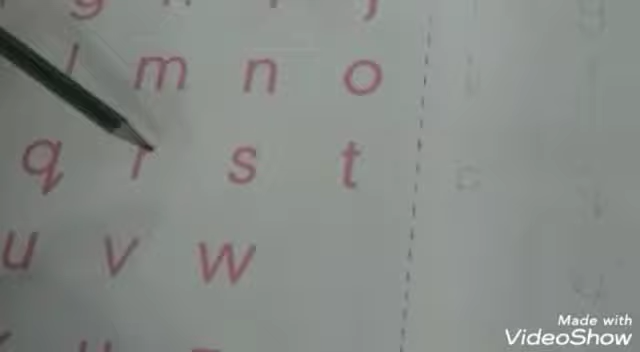 g h i j
l m n o
q r s t
u v w
x y z
Made with
VideoShow